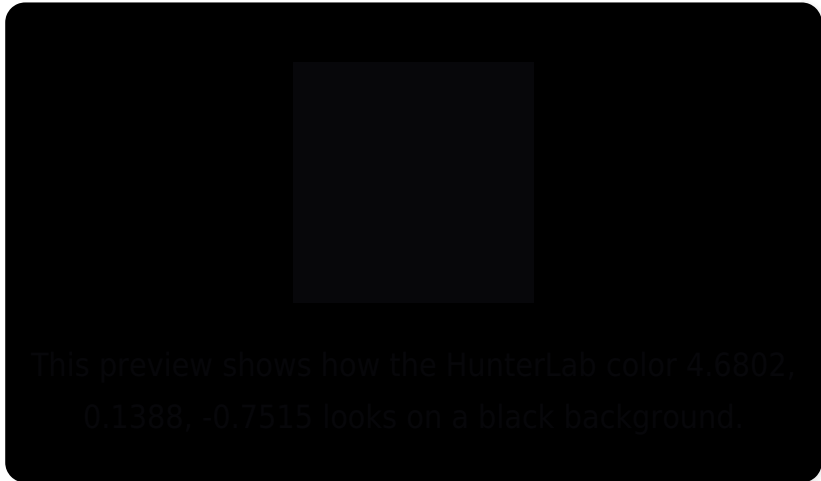 This preview shows how the HunterLab color 4.6802,
0.1388, -0.7515 looks on a black background.